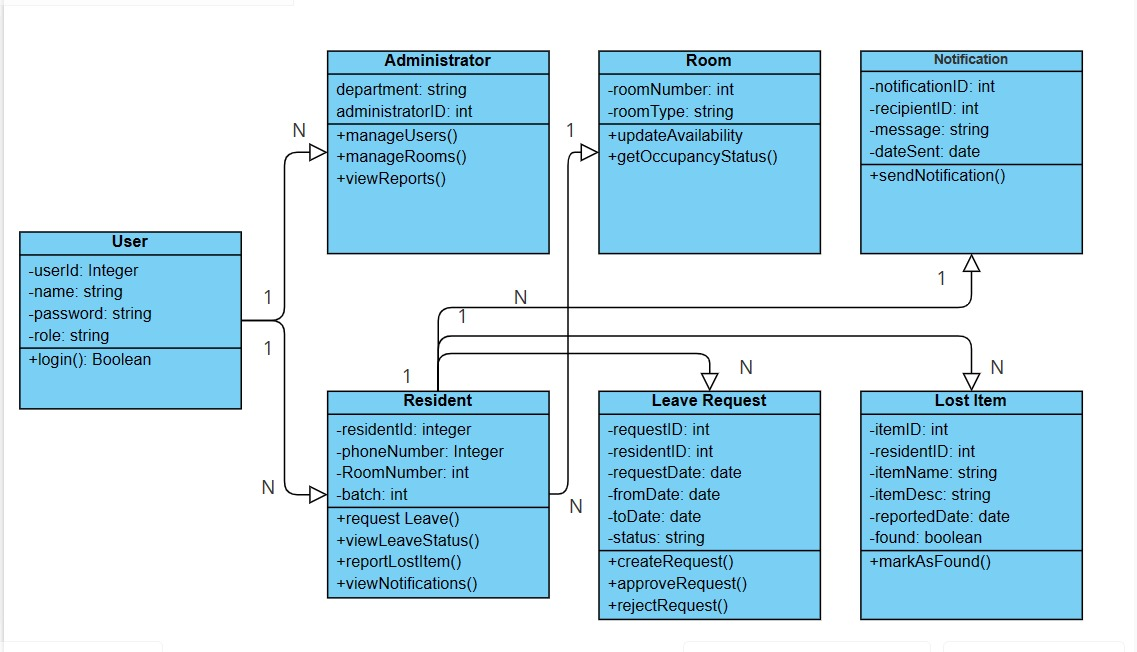 Administrator
department: string
administratorID: int
+manageUsers()
+manageRooms()
+viewReports()
Room
-roomNumber: int
-roomType: string
+updateAvailability
+getOccupancyStatus()
Notification
-notificationID: int
-recipientID: int
-message: string
-dateSent: date
+sendNotification()
N
1
User
-userId: Integer
-name: string
-password: string
-role: string
+login(): Boolean
1
1
N
N
1
1
1
N
N
N
1
Resident
-residentId: integer
-phoneNumber: Integer
-RoomNumber: int
-batch: int
+request Leave()
+viewLeaveStatus()
+reportLostItem()
+viewNotifications()
Leave Request
-requestID: int
-residentID: int
-requestDate: date
-fromDate: date
-toDate: date
-status: string
+createRequest()
+approveRequest()
+rejectRequest()
Lost Item
-itemID: int
-residentID: int
-itemName: string
-itemDesc: string
-reportedDate: date
-found: boolean
+markAsFound()